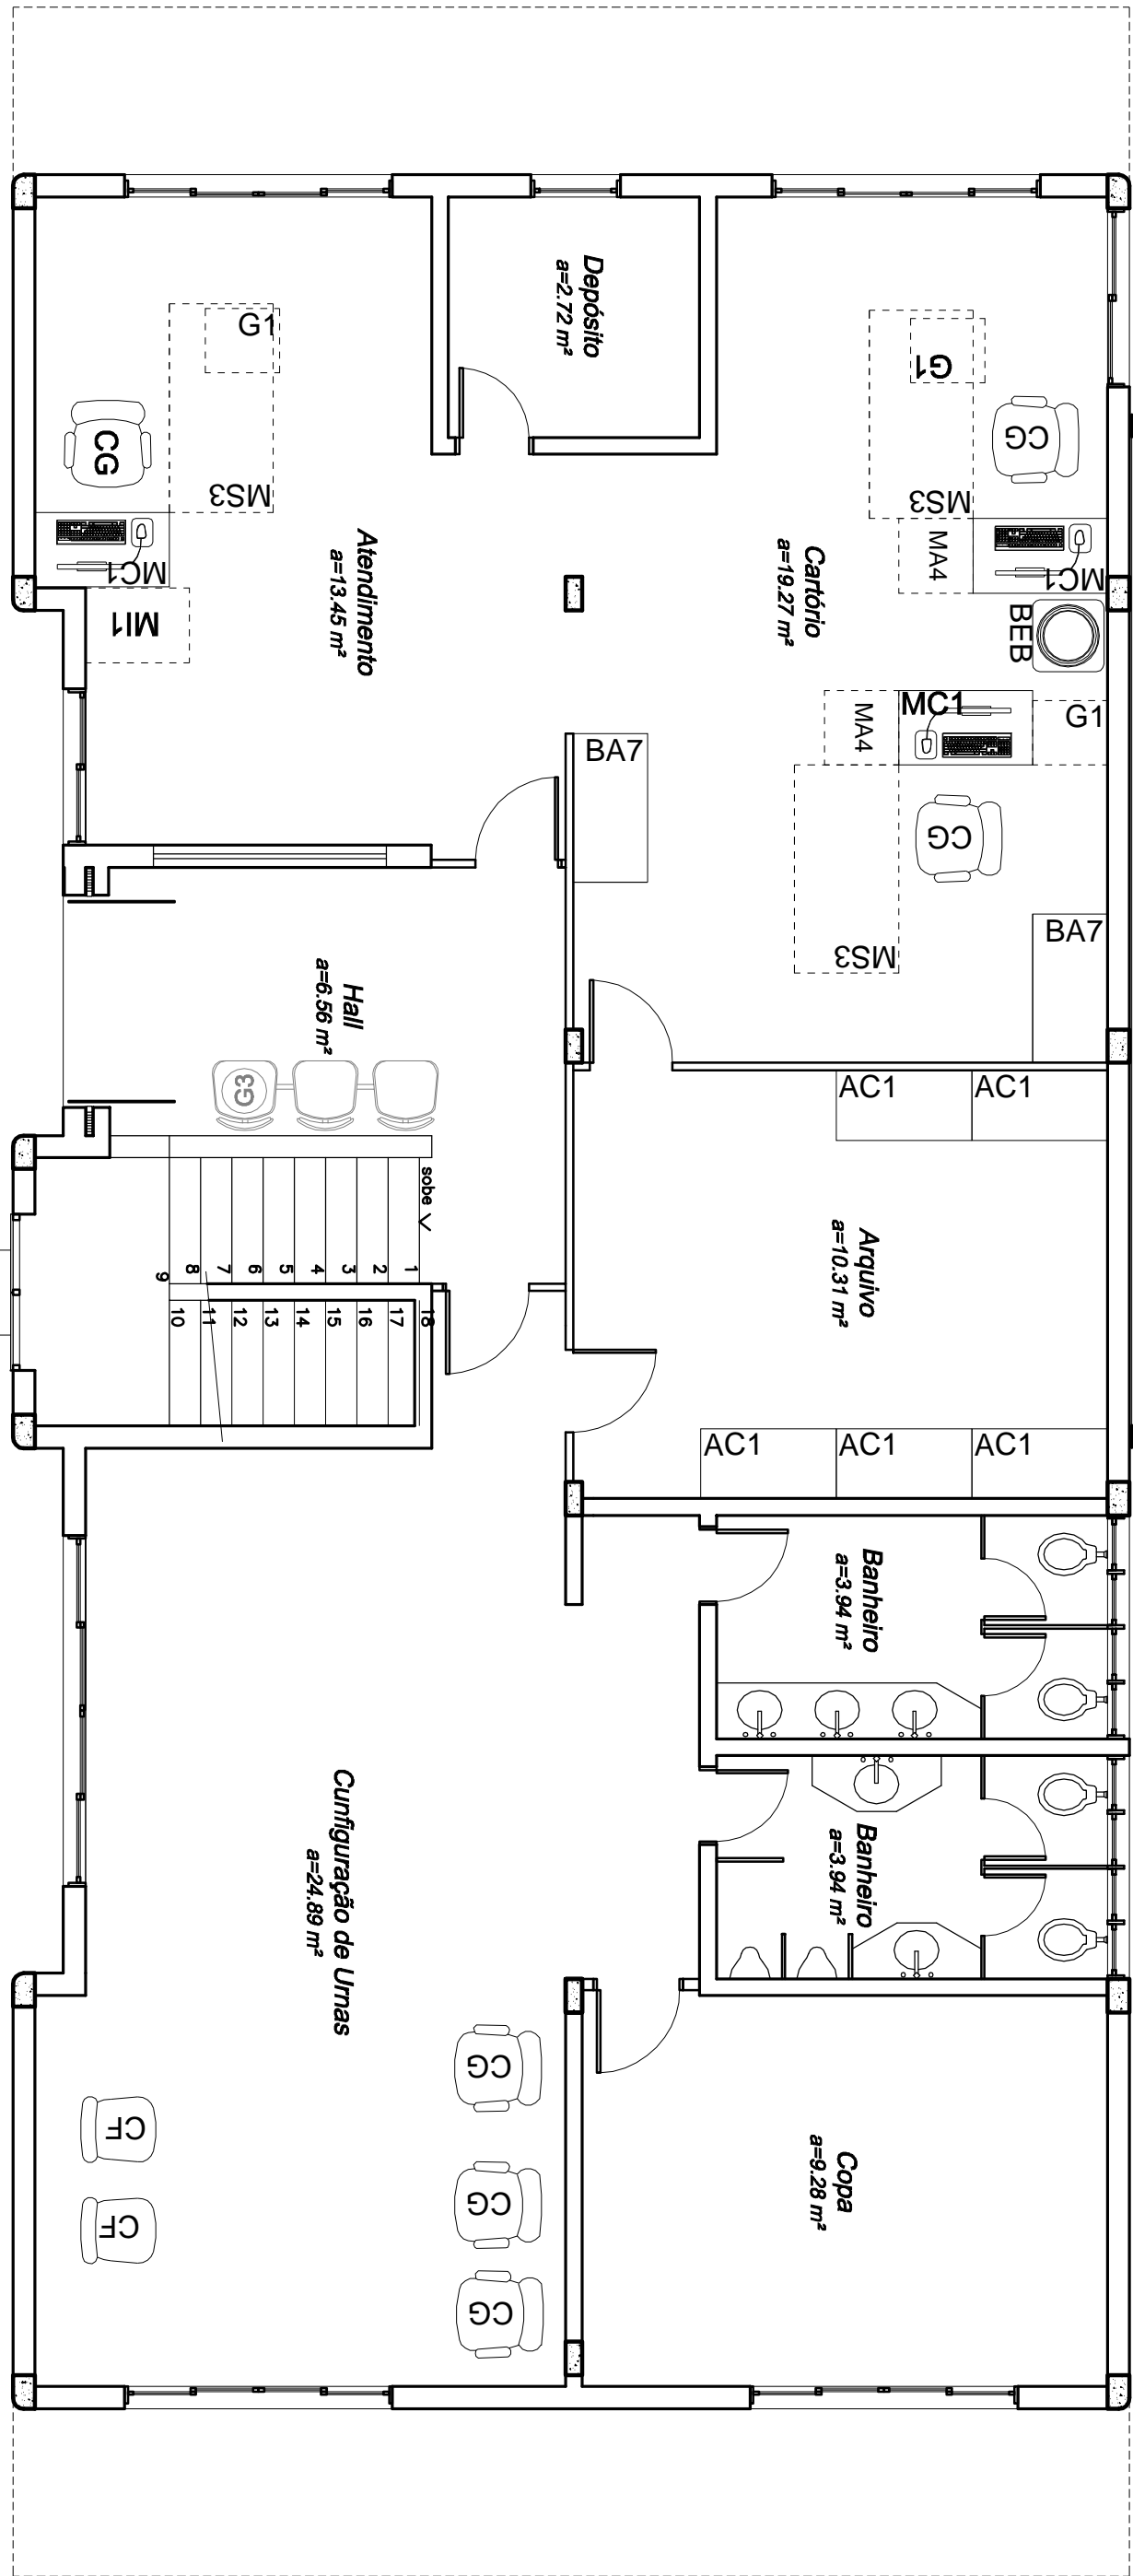 Depósito
a=2.72 m²
G1
G1
CG
CG
MS3
MS3
MA4
MC1
MC1
MI1
Atendimento
a=13.45 m²
Cartório
a=19.27 m²
BEB
MC1
MA4
G1
BA7
CG
BA7
MS3
Hall
a=6.56 m²
G3
AC1
AC1
sobe
1
2
3
4
5
6
7
8
9
10
11
12
13
14
15
16
17
18
Arquivo
a=10.31 m²
AC1
AC1
AC1
Banheiro
a=3.94 m²
Banheiro
a=3.94 m²
Cunfiguração de Urnas
a=24.89 m²
CG
CG
CG
CF
CF
Copa
a=9.28 m²